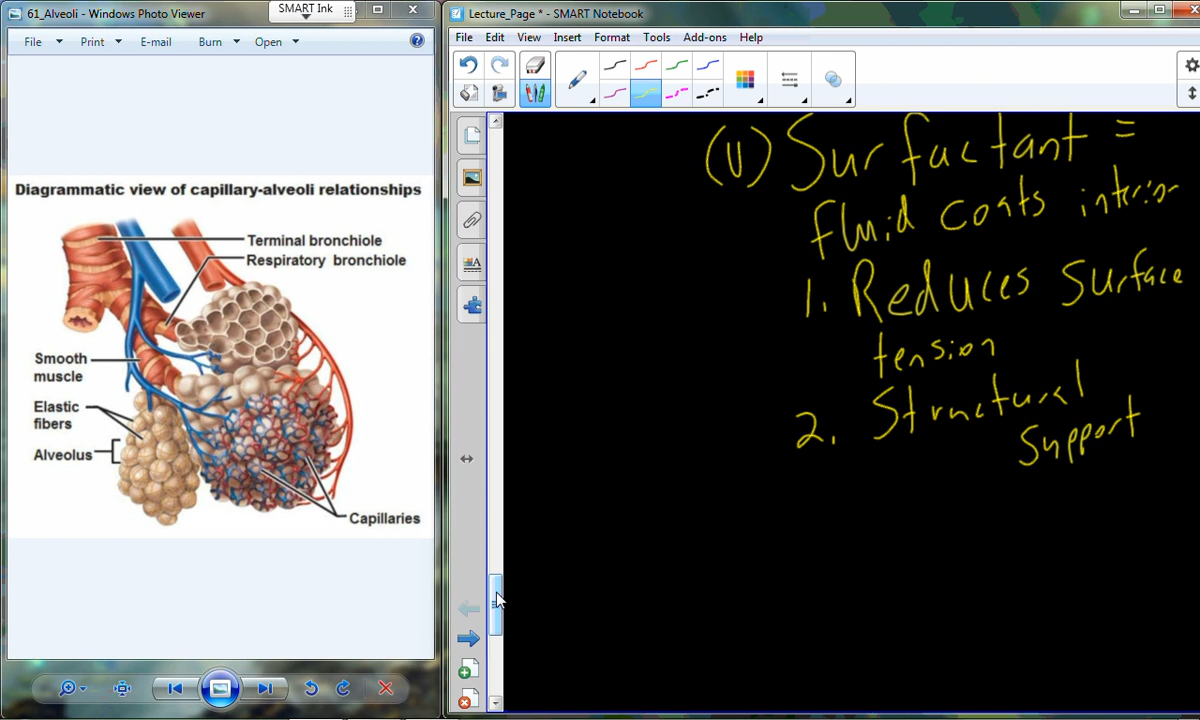 61_Alveoli - Windows Photo Viewer
SMART Ink
File Print E-mail Burn Open
Diagrammatic view of capillary-alveoli relationships
Terminal bronchiole
Respiratory bronchiole
Smooth
muscle
Elastic
fibers
Alveolus
Capillaries
Lecture_Page * - SMART Notebook
File Edit View Insert Format Tools Add-ons Help
(V) Surfactant =
fluid coats interior
1. Reduces surface
tension
2. Structural
support